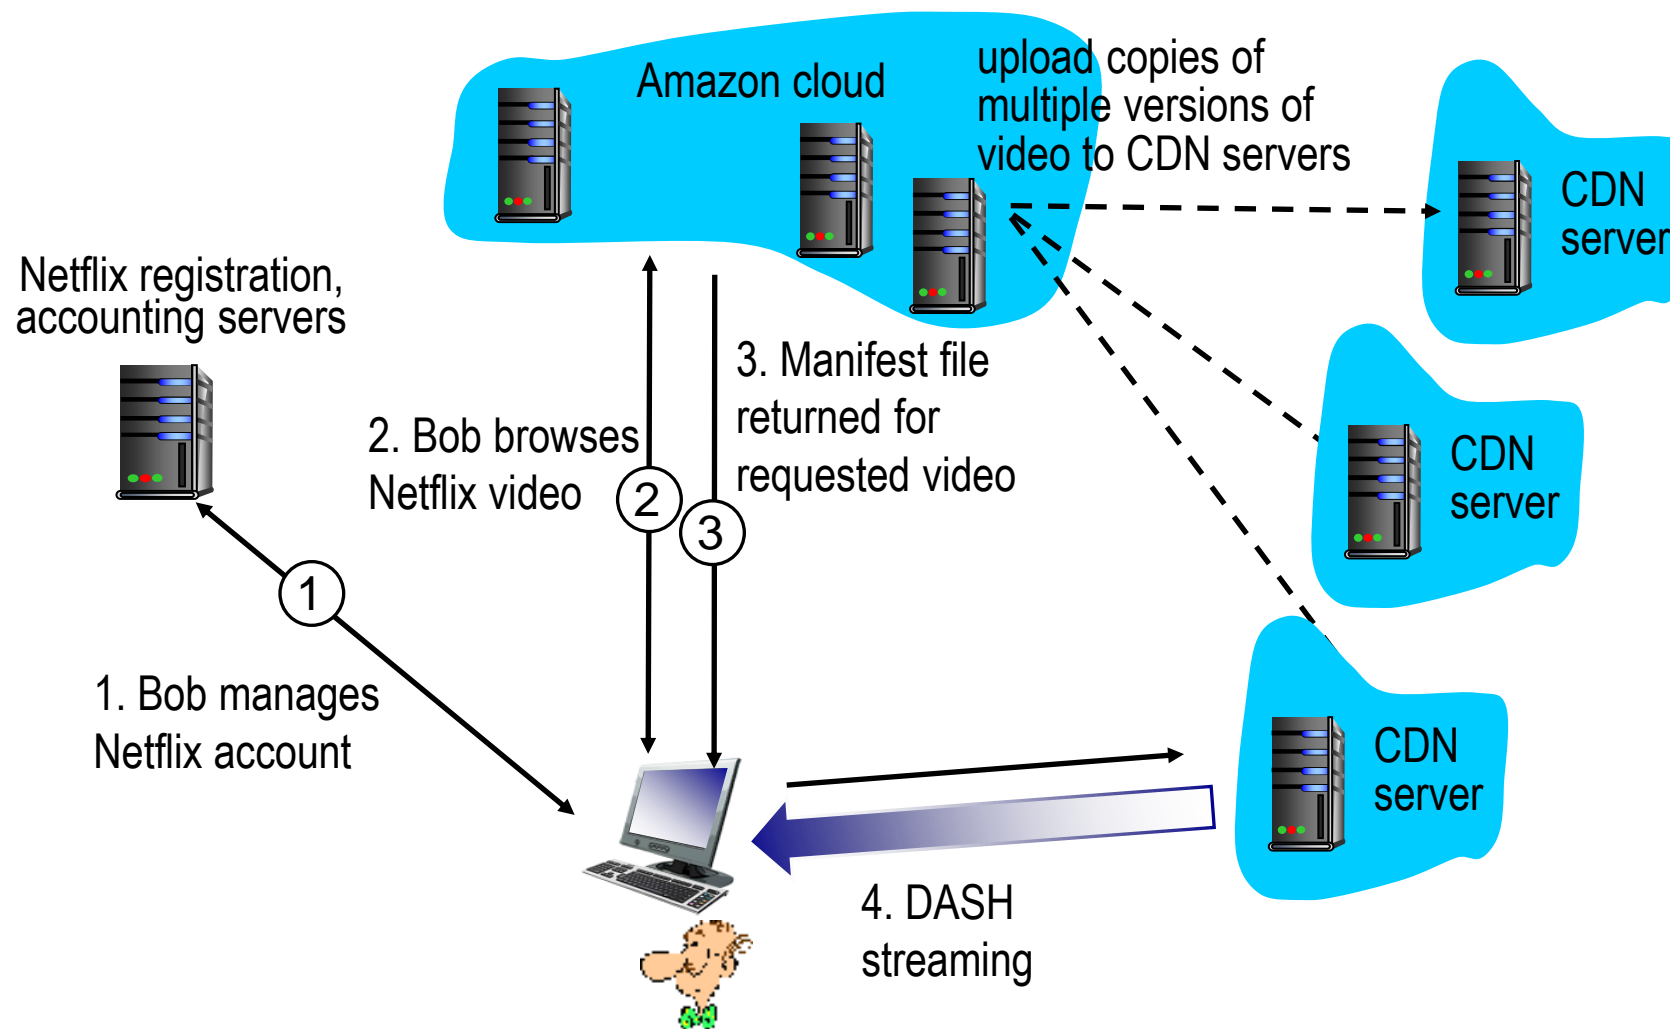 Amazon cloud
upload copies of
multiple versions of
video to CDN servers
CDN
server
Netflix registration,
accounting servers
3. Manifest file
returned for
requested video
2. Bob browses
Netflix video
2
3
CDN
server
1
1. Bob manages
Netflix account
CDN
server
4. DASH
streaming